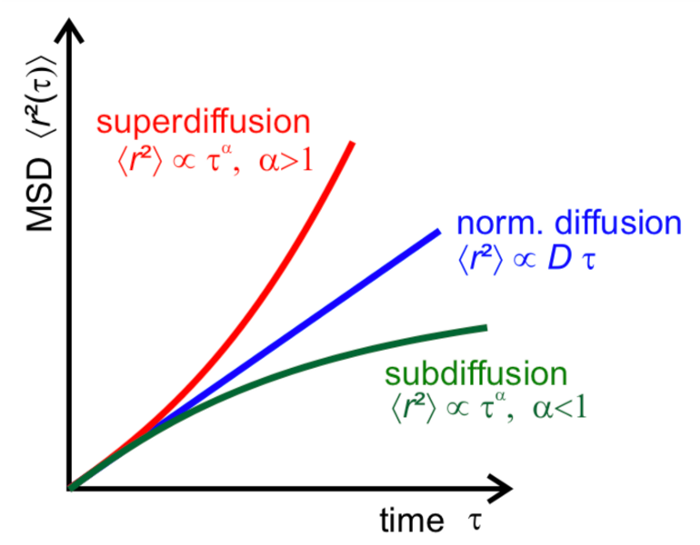 MSD ⟨r²(τ)⟩
superdiffusion
⟨r²⟩ ∝ τ^α, α>1
norm. diffusion
⟨r²⟩ ∝ D τ
subdiffusion
⟨r²⟩ ∝ τ^α, α<1
time τ